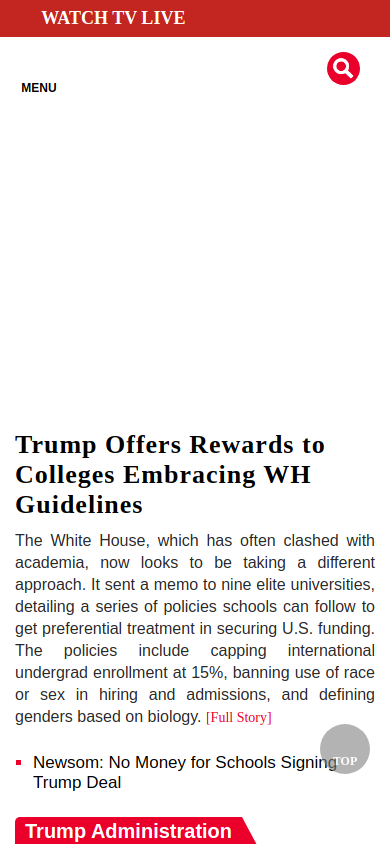 WATCH TV LIVE
MENU
Trump Offers Rewards to
Colleges Embracing WH
Guidelines
The White House, which has often clashed with
academia, now looks to be taking a different
approach. It sent a memo to nine elite universities,
detailing a series of policies schools can follow to
get preferential treatment in securing U.S. funding.
The policies include capping international
undergrad enrollment at 15%, banning use of race
or sex in hiring and admissions, and defining
genders based on biology. [Full Story]
Newsom: No Money for Schools Signing
Trump Deal
TOP
Trump Administration